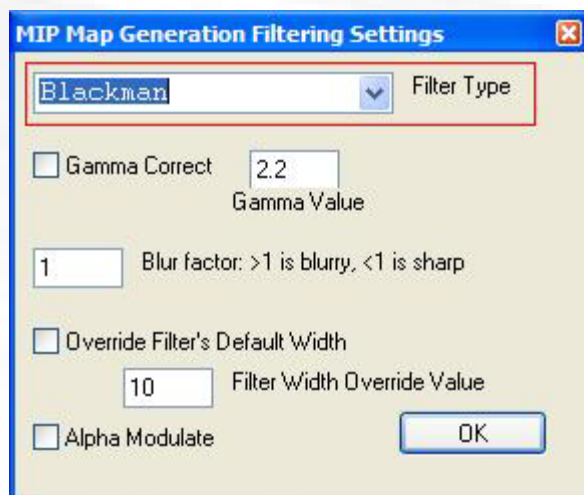 MIP Map Generation Filtering Settings
Blackman Filter Type
Gamma Correct 2.2
Gamma Value
1 Blur factor: >1 is blurry, <1 is sharp
Override Filter's Default Width
10 Filter Width Override Value
Alpha Modulate OK